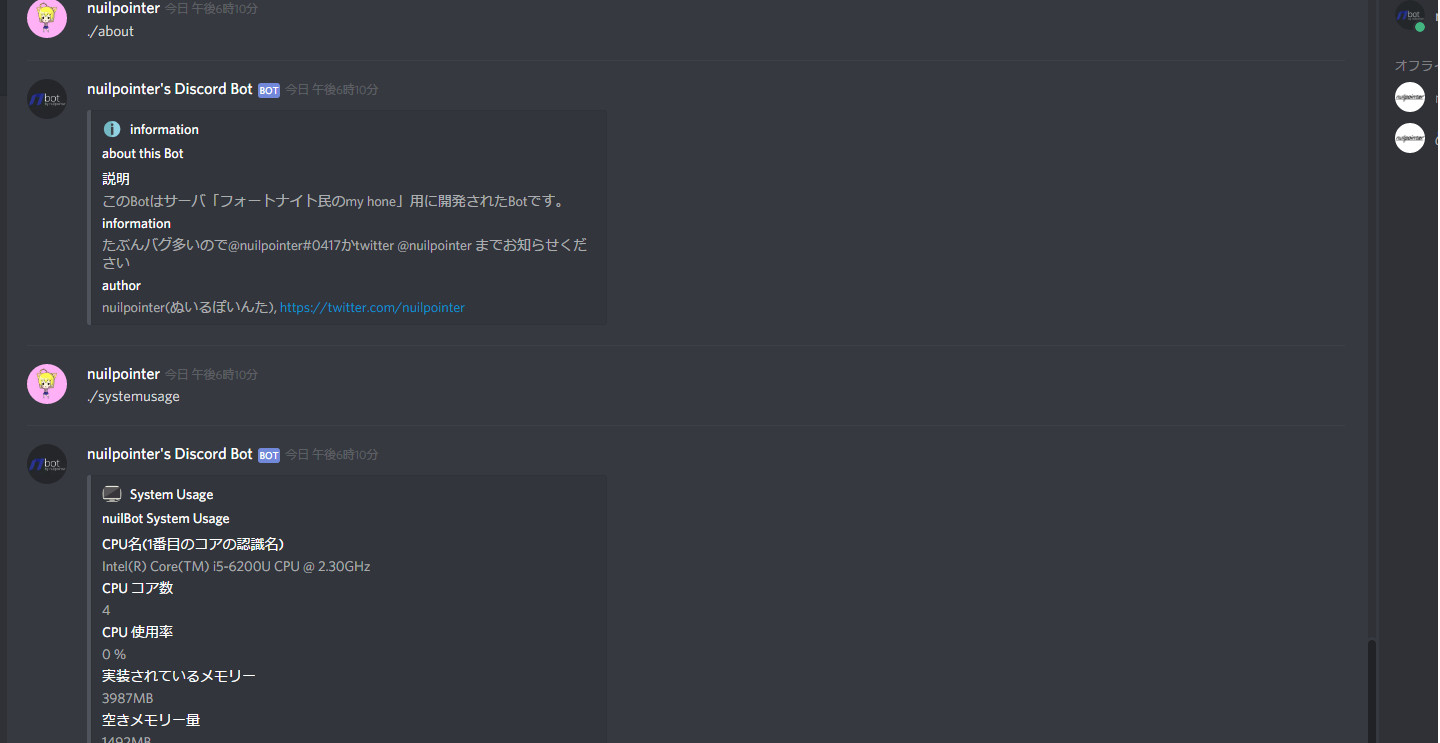 nuilpointer 今日 午後6時10分
./about
nuilpointer's Discord Bot BOT 今日 午後6時10分
information
about this Bot
説明
このBotはサーバ「フォートナイト民のmy hone」用に開発されたBotです。
information
たぶんバグ多いので@nuilpointer#0417かtwitter @nuilpointer までお知らせくだ
さい
author
nuilpointer(ぬいるぽいんた), https://twitter.com/nuilpointer
nuilpointer 今日 午後6時10分
./systemusage
nuilpointer's Discord Bot BOT 今日 午後6時10分
System Usage
nuilBot System Usage
CPU名(1番目のコアの認識名)
Intel(R) Core(TM) i5-6200U CPU @ 2.30GHz
CPU コア数
4
CPU 使用率
0 %
実装されているメモリー
3987MB
空きメモリー量
1492MB
bot
bot
bot
オフライ